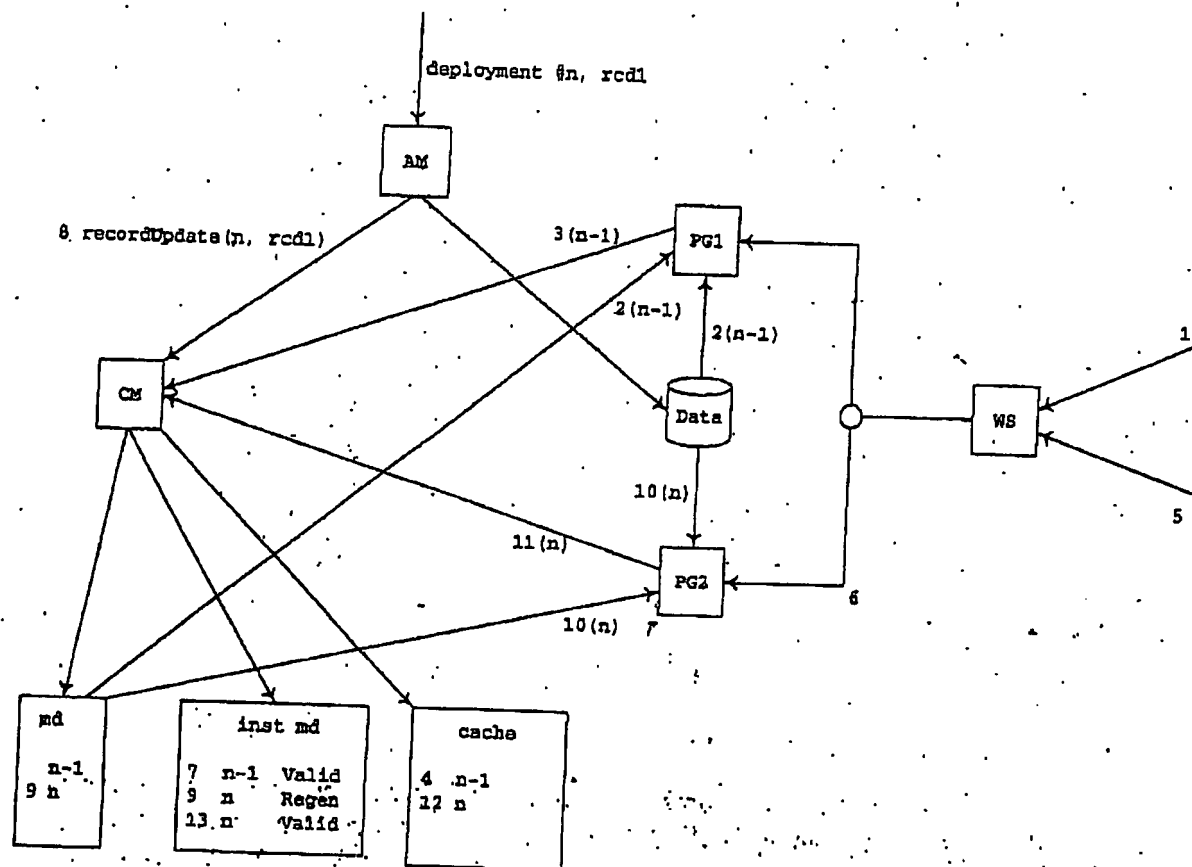 deployment #n, rcd1
AM
8 recordUpdate(n, rcd1)
3(n-1)
PG1
2(n-1)
2(n-1)
1
CM
Data
WS
10(n)
5
11(n)
PG2
6
10(n)
7
md
n-1
9 n
inst md
7 n-1 Valid
9 n Regen
13 n Valid
cache
4 n-1
12 n